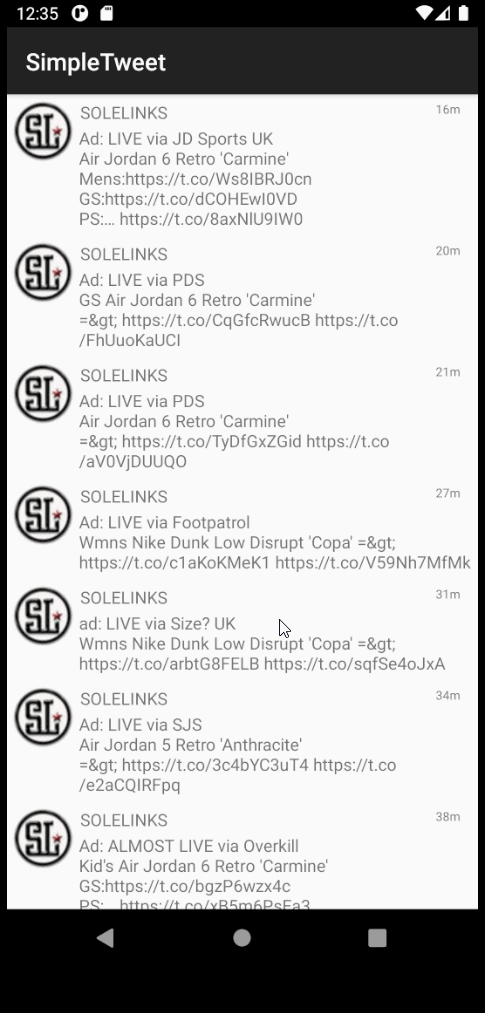 12:35
SimpleTweet
SOLELINKS 16m
Ad: LIVE via JD Sports UK
Air Jordan 6 Retro 'Carmine'
Mens:https://t.co/Ws8IBRJ0cn
GS:https://t.co/dCOHEwI0VD
PS:... https://t.co/8axNlU9IW0
SOLELINKS 20m
Ad: LIVE via PDS
GS Air Jordan 6 Retro 'Carmine'
=&gt; https://t.co/CqGfcRwucB https://t.co
/FhUuoKaUCI
SOLELINKS 21m
Ad: LIVE via PDS
Air Jordan 6 Retro 'Carmine'
=&gt; https://t.co/TyDfGxZGid https://t.co
/aV0VjDUUQO
SOLELINKS 27m
Ad: LIVE via Footpatrol
Wmns Nike Dunk Low Disrupt 'Copa' =&gt;
https://t.co/c1aKoKMeK1 https://t.co/V59Nh7MfMk
SOLELINKS 31m
ad: LIVE via Size? UK
Wmns Nike Dunk Low Disrupt 'Copa' =&gt;
https://t.co/arbtG8FELB https://t.co/sqfSe4oJxA
SOLELINKS 34m
Ad: LIVE via SJS
Air Jordan 5 Retro 'Anthracite'
=&gt; https://t.co/3c4bYC3uT4 https://t.co
/e2aCQIRFpq
SOLELINKS 38m
Ad: ALMOST LIVE via Overkill
Kid's Air Jordan 6 Retro 'Carmine'
GS:https://t.co/bgzP6wzx4c
PS:... https://t.co/xB5m6PsFa3